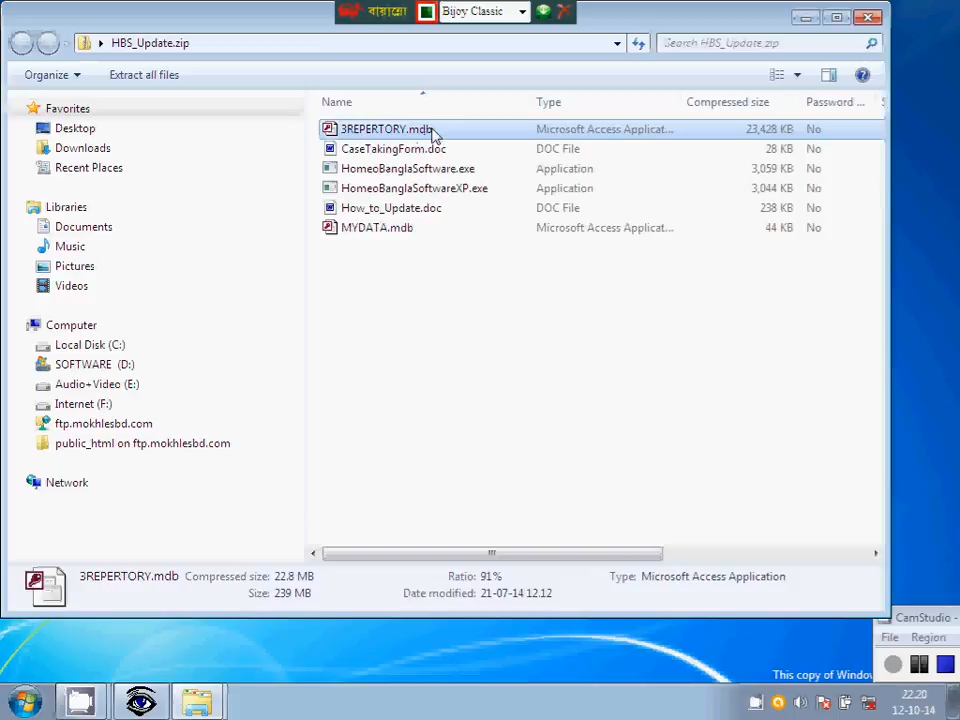 বায়ান্নো Bijoy Classic
HBS_Update.zip Search HBS_Update.zip
Organize Extract all files
Name Type Compressed size Password ...
Favorites
Desktop
Downloads
Recent Places
Libraries
Documents
Music
Pictures
Videos
Computer
Local Disk (C:)
SOFTWARE (D:)
Audio+Video (E:)
Internet (F:)
ftp.mokhlesbd.com
public_html on ftp.mokhlesbd.com
Network
3REPERTORY.mdb Microsoft Access Applicat... 23,428 KB No
CaseTakingForm.doc DOC File 28 KB No
HomeoBanglaSoftware.exe Application 3,059 KB No
HomeoBanglaSoftwareXP.exe Application 3,044 KB No
How_to_Update.doc DOC File 238 KB No
MYDATA.mdb Microsoft Access Applicat... 44 KB No
3REPERTORY.mdb Compressed size: 22.8 MB Ratio: 91% Type: Microsoft Access Application
Size: 239 MB Date modified: 21-07-14 12.12
CamStudio -
File Region
This copy of Window
22.20
12-10-14